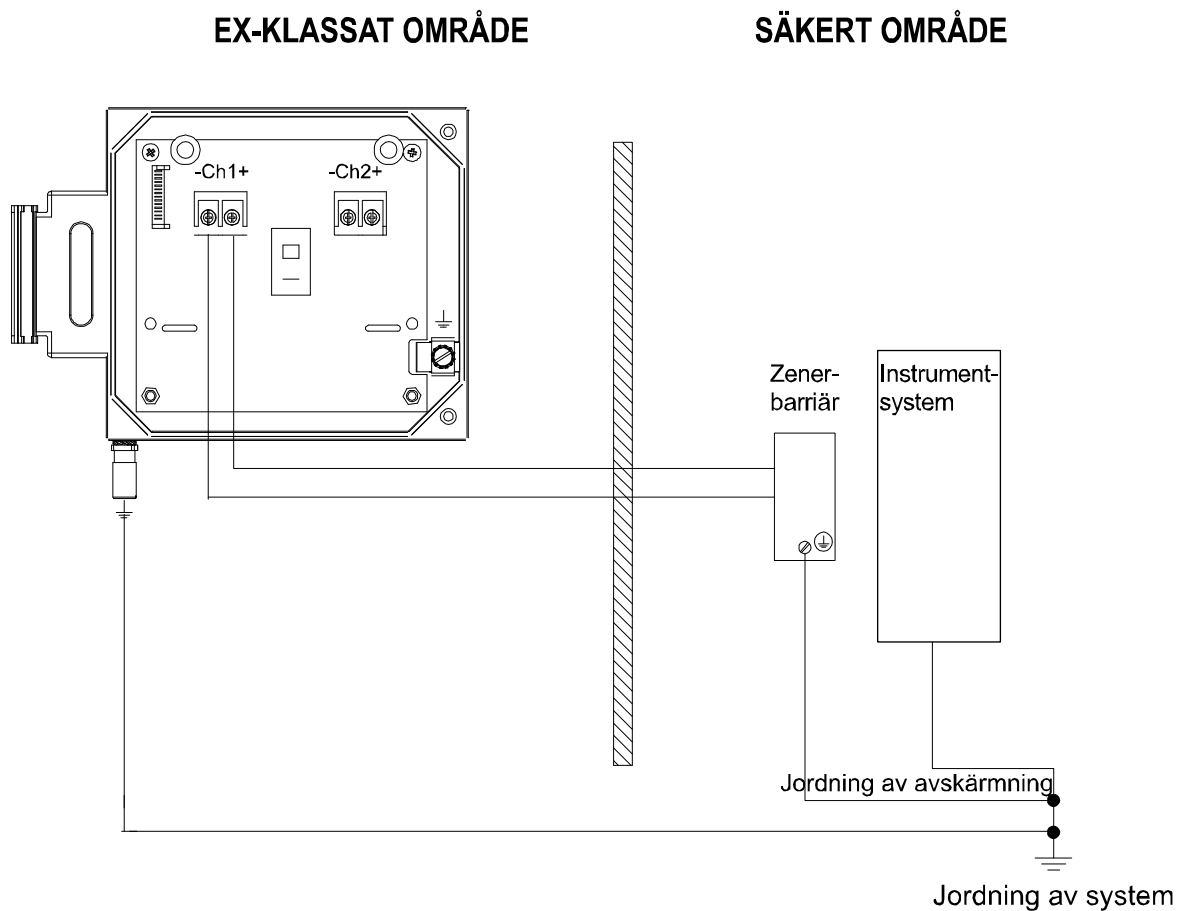 EX-KLASSAT OMRÅDE
SÄKERT OMRÅDE
-Ch1+
-Ch2+
Zener-
barriär
Instrument-
system
Jordning av avskärmning
Jordning av system